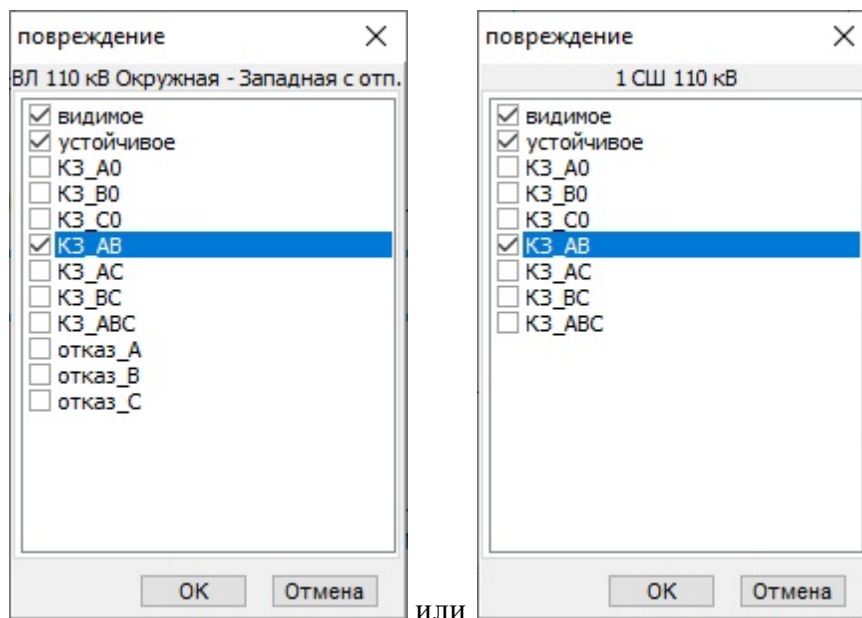 повреждение
ВЛ 110 кВ Окружная - Западная с отп.
видимое
устойчивое
КЗ_А0
КЗ_В0
КЗ_С0
КЗ_АВ
КЗ_АС
КЗ_ВС
КЗ_АВС
отказ_А
отказ_В
отказ_С
ОК
Отмена
или
повреждение
1 СШ 110 кВ
видимое
устойчивое
КЗ_А0
КЗ_В0
КЗ_С0
КЗ_АВ
КЗ_АС
КЗ_ВС
КЗ_АВС
ОК
Отмена